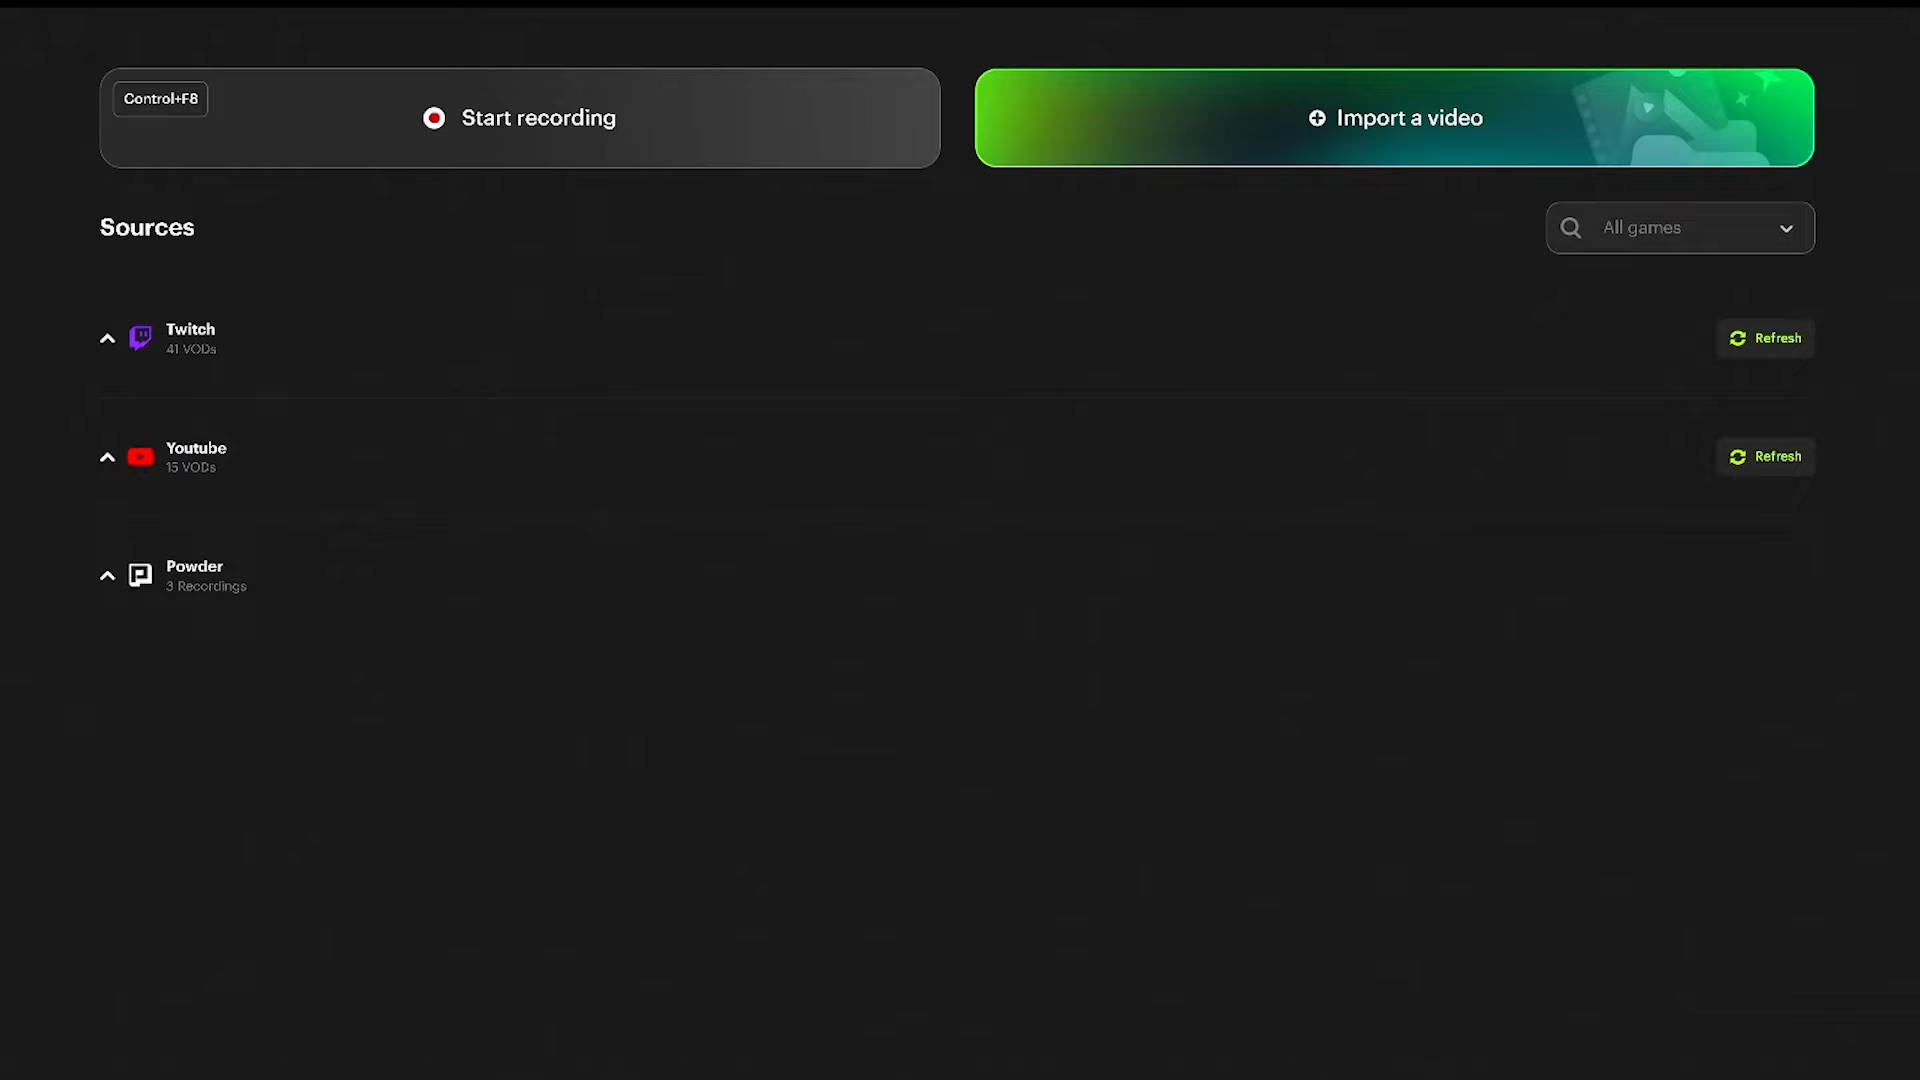 Control+F8
Start recording
Import a video
Sources
All games
Twitch
41 VODs
Refresh
Youtube
15 VODs
Refresh
Powder
3 Recordings